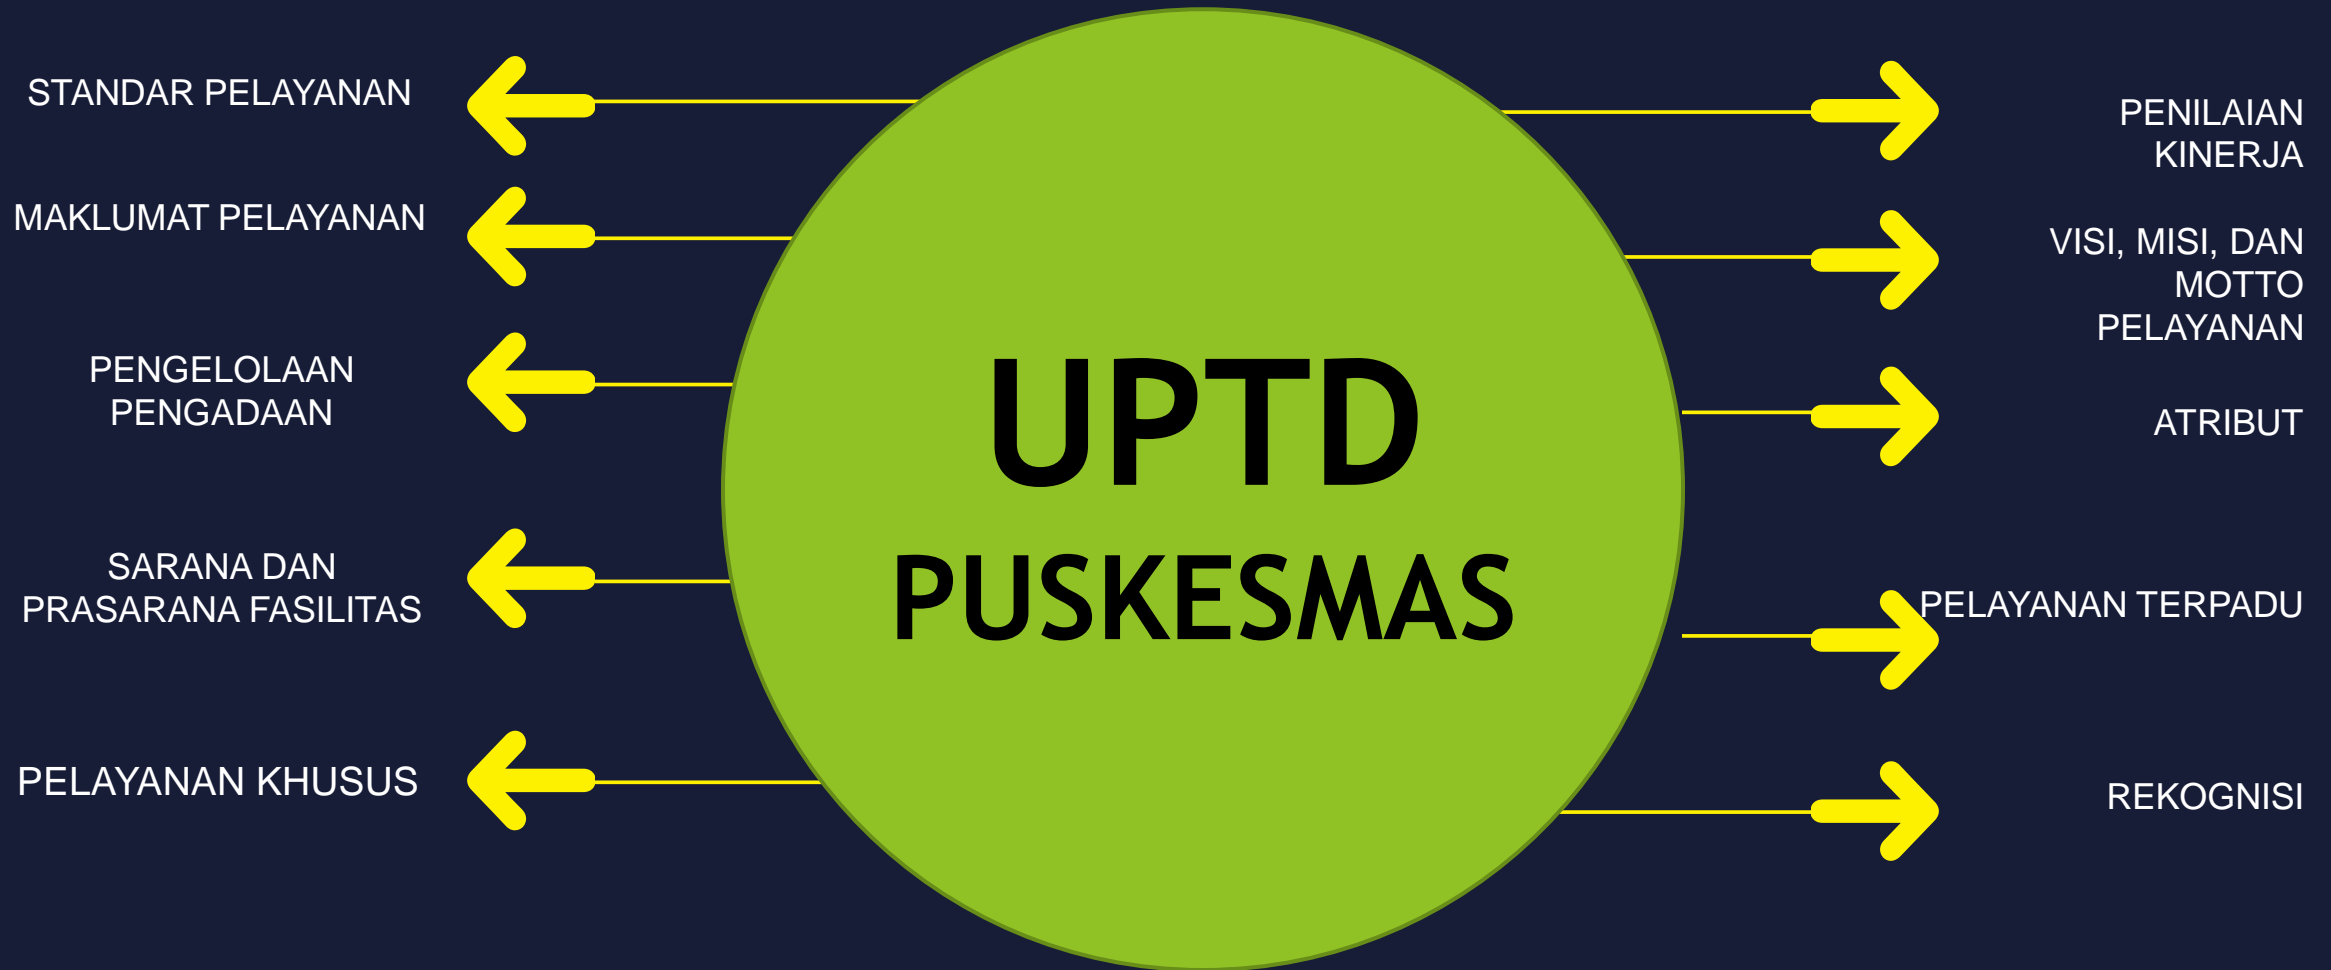 STANDAR PELAYANAN
MAKLUMAT PELAYANAN
PENGELOLAAN
PENGADAAN
SARANA DAN
PRASARANA FASILITAS
PELAYANAN KHUSUS
UPTD
PUSKESMAS
PENILAIAN
KINERJA
VISI, MISI, DAN
MOTTO
PELAYANAN
ATRIBUT
PELAYANAN TERPADU
REKOGNISI